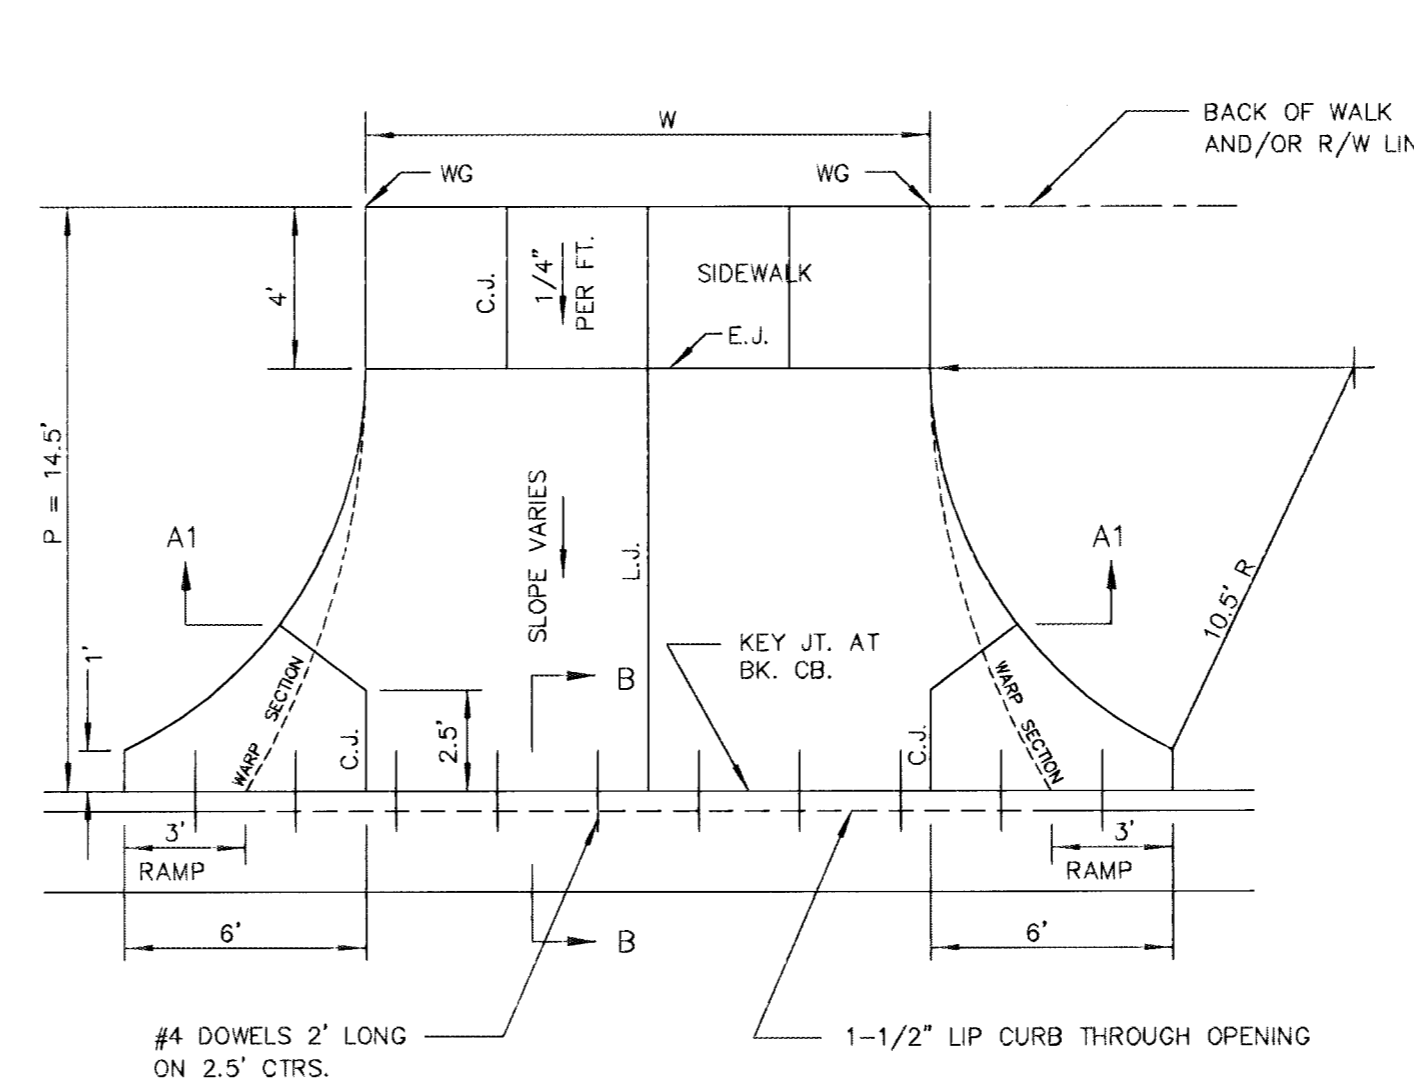 W
BACK OF WALK
AND/OR R/W LIN
WG
WG
4'
C.J.
1/4"
PER FT.
SIDEWALK
E.J.
P = 14.5'
A1
A1
SLOPE VARIES
L.J.
10.5' R
1'
WARP SECTION
KEY JT. AT
BK. CB.
B
WARP SECTION
C.J.
2.5'
C.J.
3'
RAMP
3'
RAMP
6'
B
6'
#4 DOWELS 2' LONG
ON 2.5' CTRS.
1-1/2" LIP CURB THROUGH OPENING